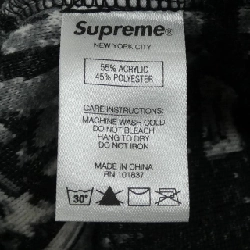 Supreme®
NEW YORK CITY
55% ACRYLIC
45% POLYESTER
CARE INSTRUCTIONS:
MACHINE WASH COLD
DO NOT BLEACH
HANG TO DRY
DO NOT IRON
MADE IN CHINA
RN 101837
30°